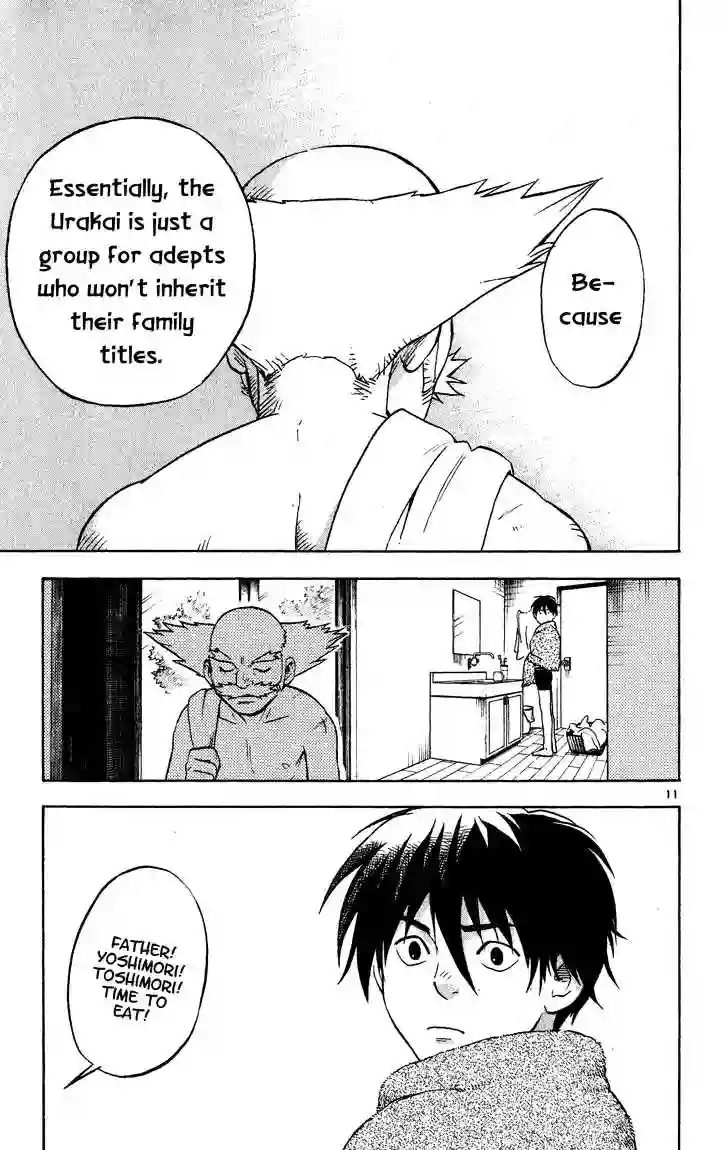 Be-
cause
Essentially, the
Urakai is just a
group for adepts
who won't inherit
their family
titles.
11
FATHER!
YOSHIMORI!
TOSHIMORI!
TIME TO
EAT!